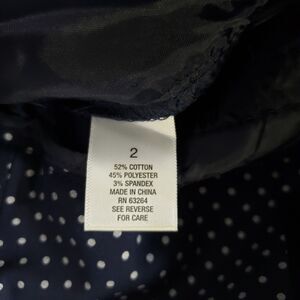 2
52% COTTON
45% POLYESTER
3% SPANDEX
MADE IN CHINA
RN 63264
SEE REVERSE
FOR CARE